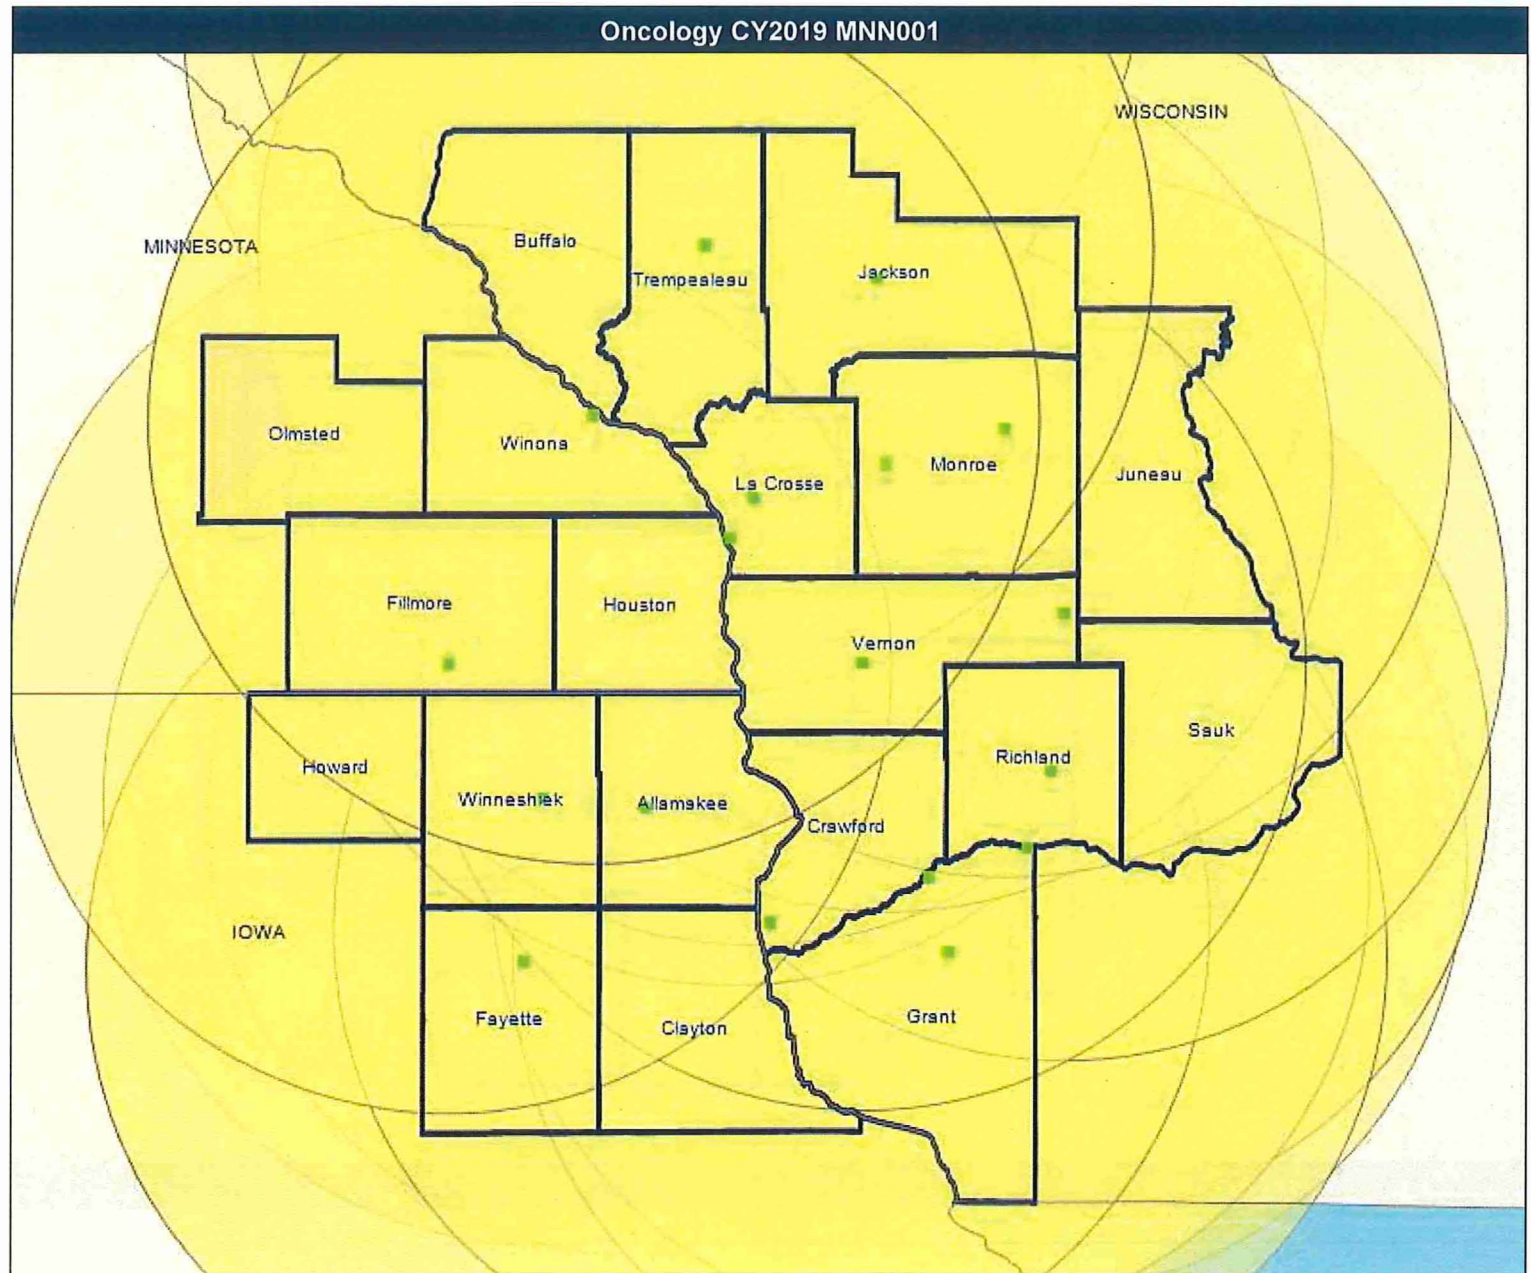 Oncology CY2019 MNN001
WISCONSIN
MINNESOTA
Buffalo
Trempealeau
Jackson
Olmsted
Winona
La Crosse
Monroe
Juneau
Fillmore
Houston
Vernon
Sauk
Richland
Howard
Winneshiek
Allamakee
Crawford
IOWA
Fayette
Clayton
Grant